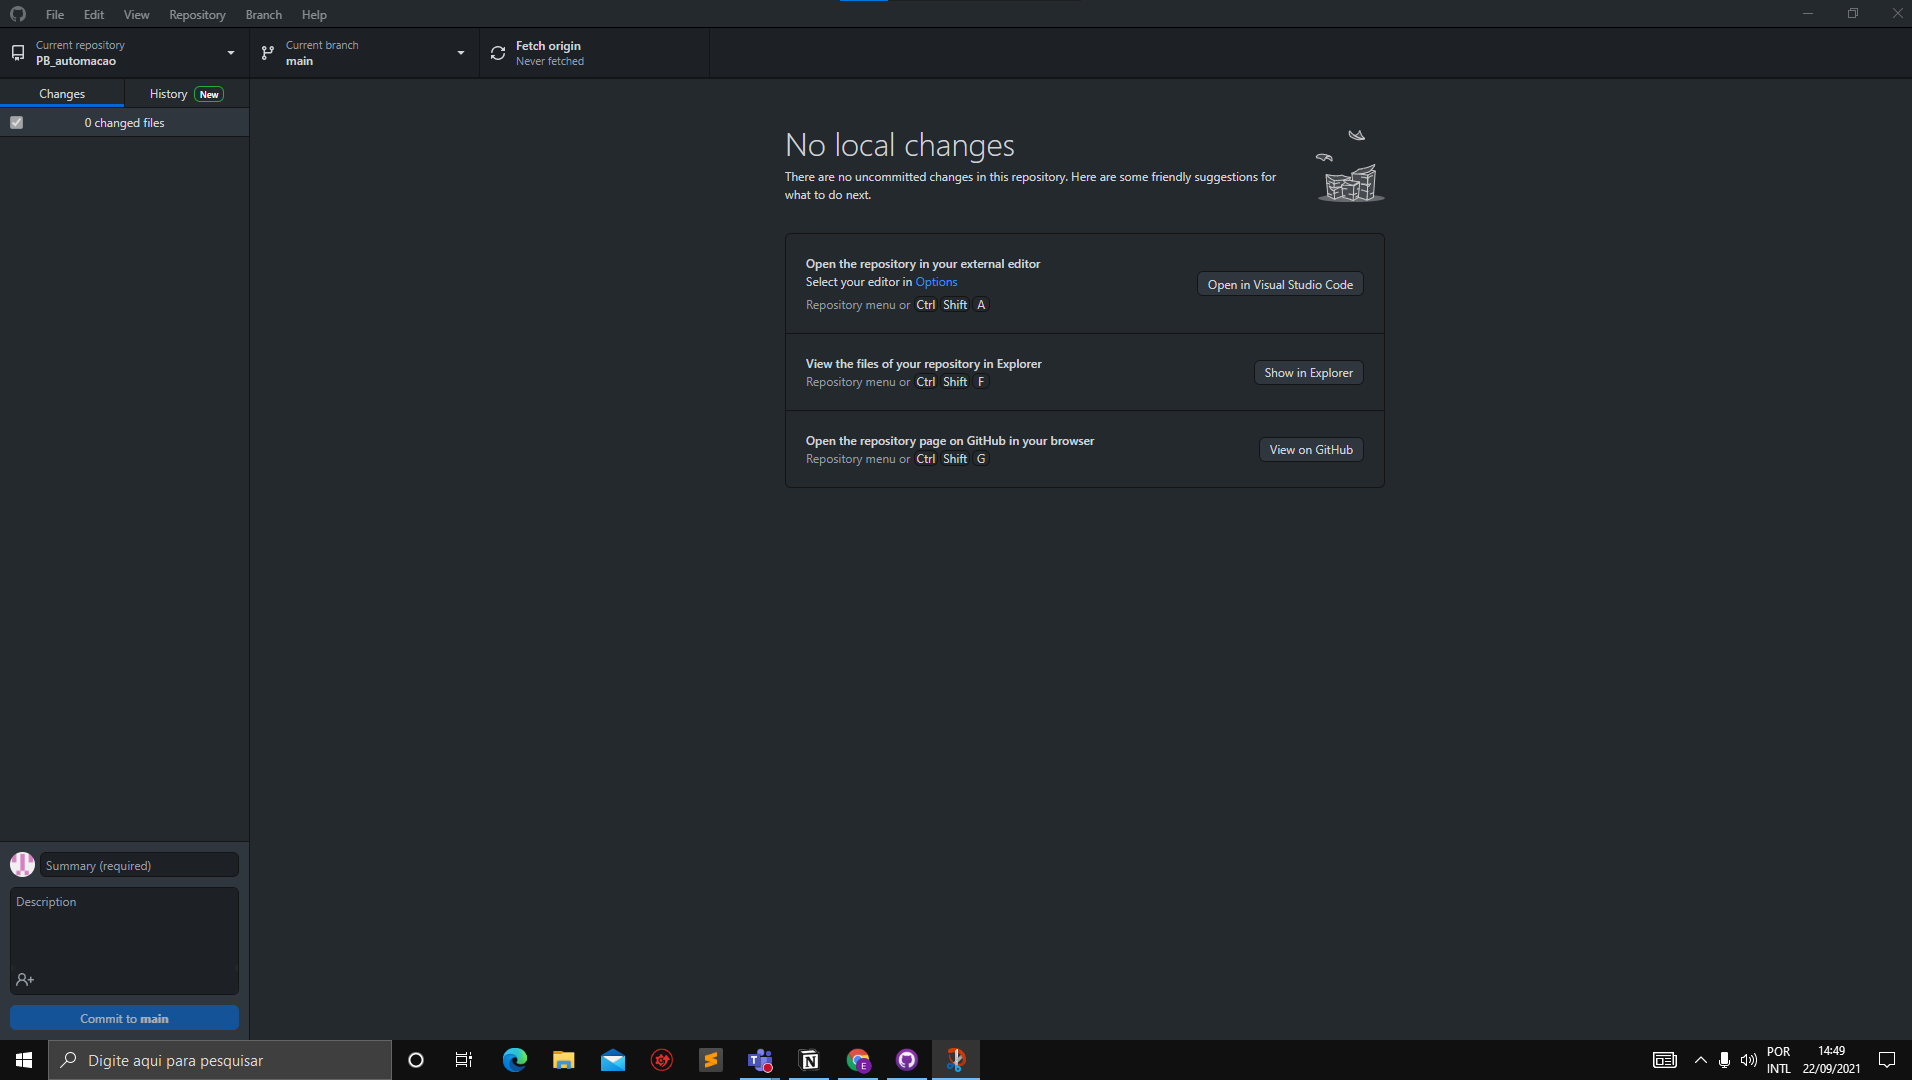 File Edit View Repository Branch Help
Current repository
PB_automacao
Current branch
main
Fetch origin
Never fetched
Changes
History New
0 changed files
No local changes
There are no uncommitted changes in this repository. Here are some friendly suggestions for
what to do next.
Open the repository in your external editor
Select your editor in Options
Repository menu or Ctrl Shift A
Open in Visual Studio Code
View the files of your repository in Explorer
Repository menu or Ctrl Shift F
Show in Explorer
Open the repository page on GitHub in your browser
Repository menu or Ctrl Shift G
View on GitHub
Summary (required)
Description
Commit to main
Digite aqui para pesquisar
E
POR
INTL
14:49
22/09/2021